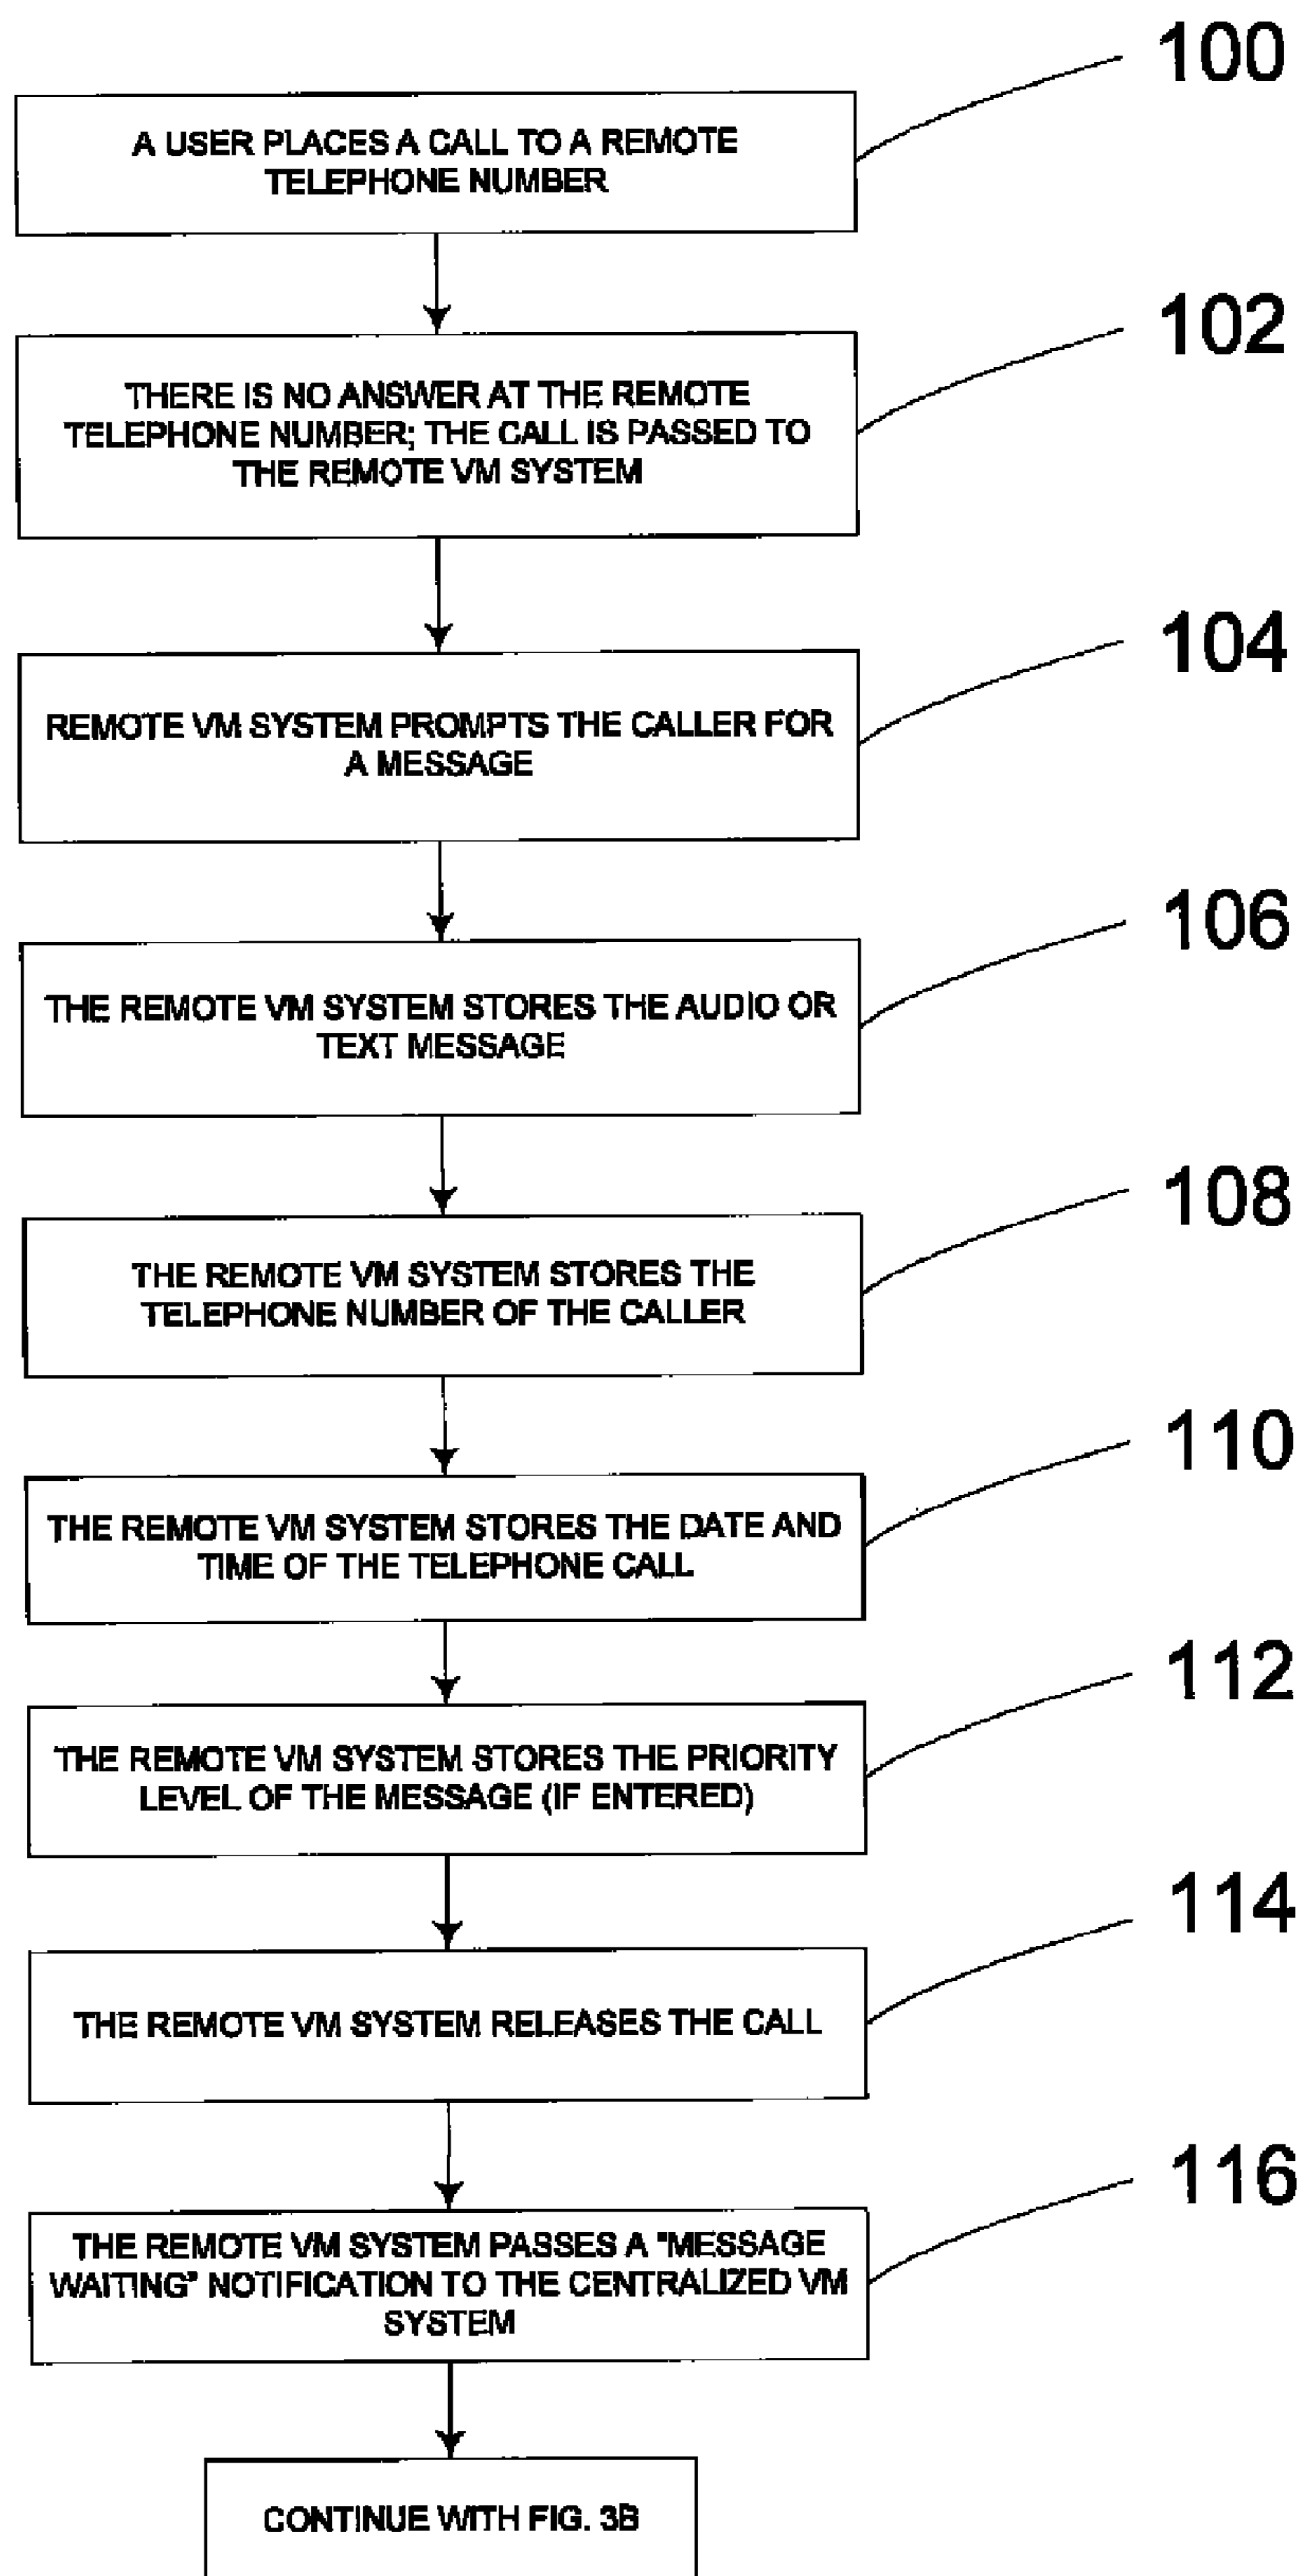 100
A USER PLACES A CALL TO A REMOTE
TELEPHONE NUMBER
102
THERE IS NO ANSWER AT THE REMOTE
TELEPHONE NUMBER; THE CALL IS PASSED TO
THE REMOTE VM SYSTEM
104
REMOTE VM SYSTEM PROMPTS THE CALLER FOR
A MESSAGE
106
THE REMOTE VM SYSTEM STORES THE AUDIO OR
TEXT MESSAGE
108
THE REMOTE VM SYSTEM STORES THE
TELEPHONE NUMBER OF THE CALLER
110
THE REMOTE VM SYSTEM STORES THE DATE AND
TIME OF THE TELEPHONE CALL
112
THE REMOTE VM SYSTEM STORES THE PRIORITY
LEVEL OF THE MESSAGE (IF ENTERED)
114
THE REMOTE VM SYSTEM RELEASES THE CALL
116
THE REMOTE VM SYSTEM PASSES A "MESSAGE
WAITING" NOTIFICATION TO THE CENTRALIZED VM
SYSTEM
CONTINUE WITH FIG. 3B